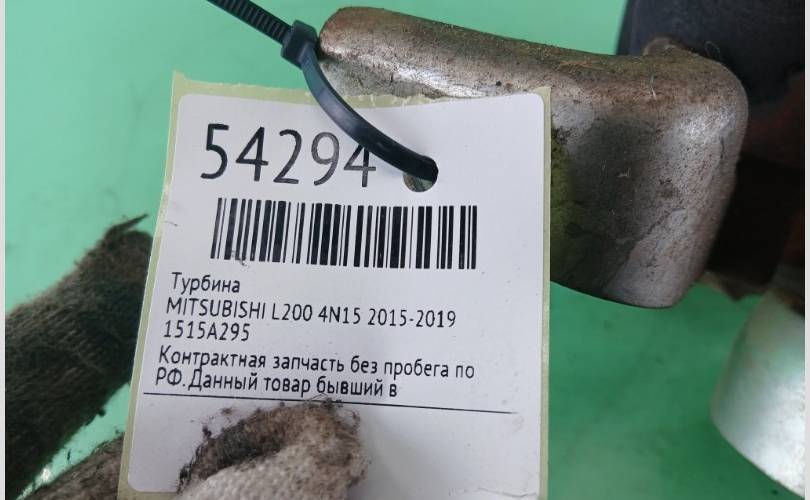 54294
Турбина
MITSUBISHI L200 4N15 2015-2019
1515A295
Контрактная запчасть без пробега по
РФ.Данный товар бывший в